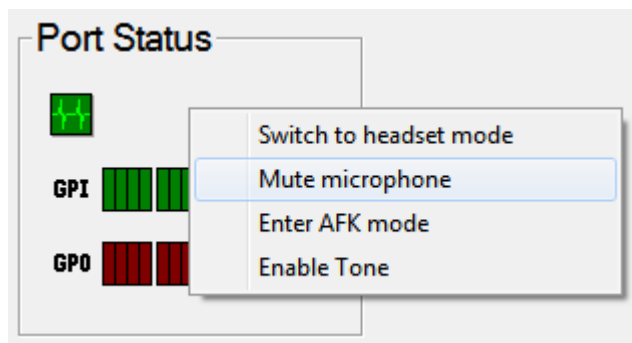 Port Status
Switch to headset mode
Mute microphone
GPI
Enter AFK mode
GPO
Enable Tone